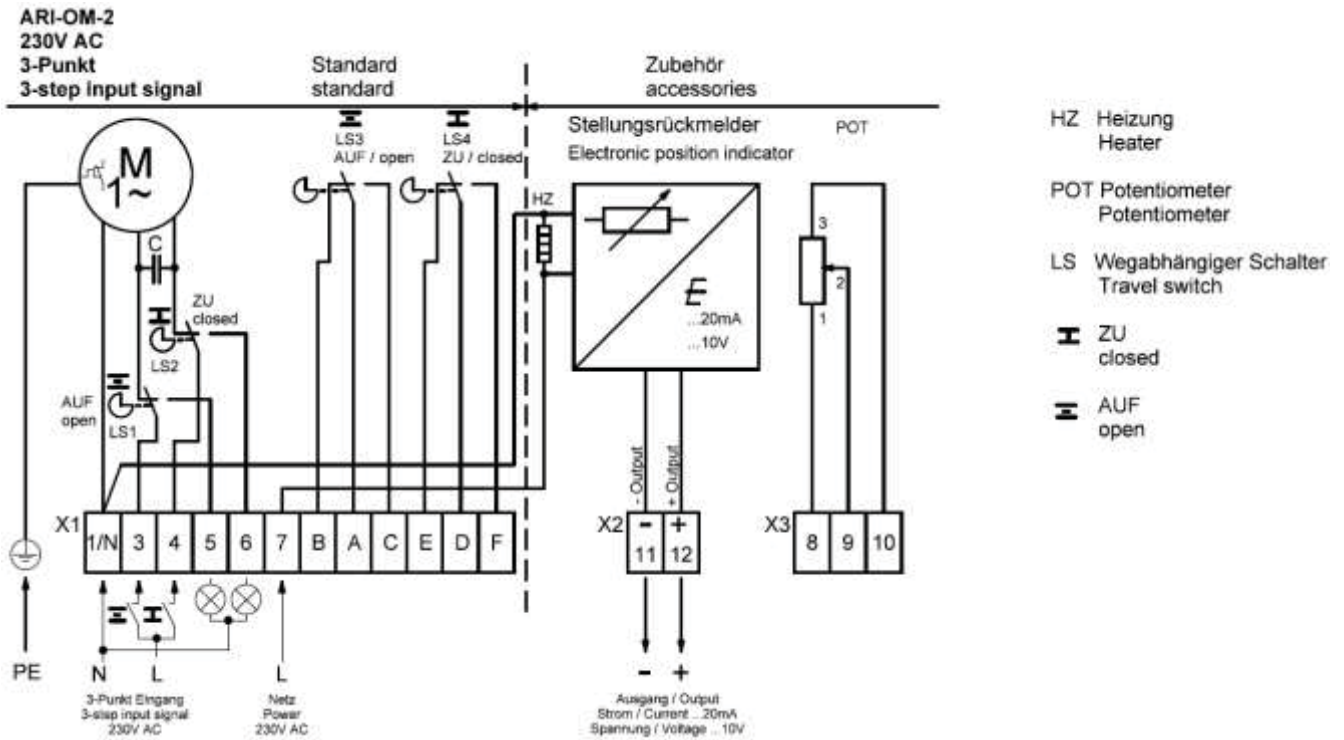 ARI-OM-2
230V AC
3-Punkt
3-step input signal
Standard
standard
Zubehör
accessories
LS3
AUF / open
LS4
ZU / closed
Stellungsrückmelder
Electronic position indicator
POT
HZ
M
1~
C
3
2
1
E
...20mA
...10V
ZU
closed
LS2
AUF
open
LS1
- Output
+ Output
X1
1/N 3 4 5 6 7 B A C E D F
X2
- +
11 12
X3
8 9 10
PE
N
L
3-Punkt Eingang
3-step input signal
230V AC
L
Netz
Power
230V AC
- +
Ausgang / Output
Strom / Current ...20mA
Spannung / Voltage ...10V
HZ Heizung
Heater
POT Potentiometer
Potentiometer
LS Wegabhängiger Schalter
Travel switch
ZU
closed
AUF
open